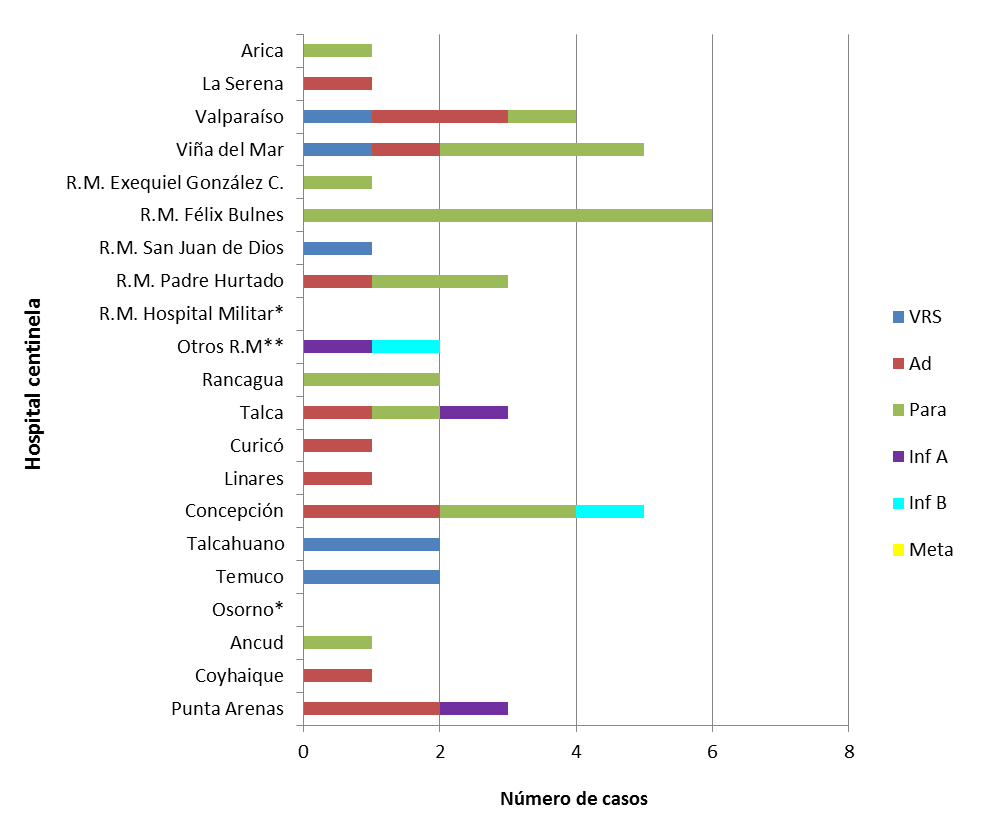 Arica
La Serena
Valparaíso
Viña del Mar
R.M. Exequiel González C.
R.M. Félix Bulnes
R.M. San Juan de Dios
R.M. Padre Hurtado
R.M. Hospital Militar*
Otros R.M**
Rancagua
Talca
Curicó
Linares
Concepción
Talcahuano
Temuco
Osorno*
Ancud
Coyhaique
Punta Arenas
Hospital centinela
0 2 4 6 8
Número de casos
VRS
Ad
Para
Inf A
Inf B
Meta